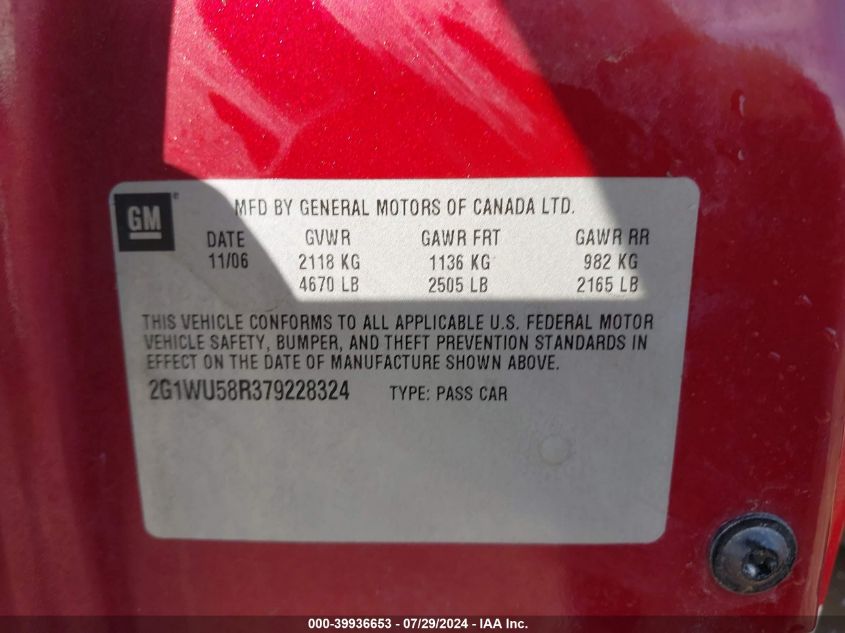 GM
MFD BY GENERAL MOTORS OF CANADA LTD.
DATE GVWR GAWR FRT GAWR RR
11/06 2118 KG 1136 KG 982 KG
4670 LB 2505 LB 2165 LB
THIS VEHICLE CONFORMS TO ALL APPLICABLE U.S. FEDERAL MOTOR
VEHICLE SAFETY, BUMPER, AND THEFT PREVENTION STANDARDS IN
EFFECT ON THE DATE OF MANUFACTURE SHOWN ABOVE.
2G1WU58R379228324 TYPE: PASS CAR
000-39936653 - 07/29/2024 - IAA Inc.